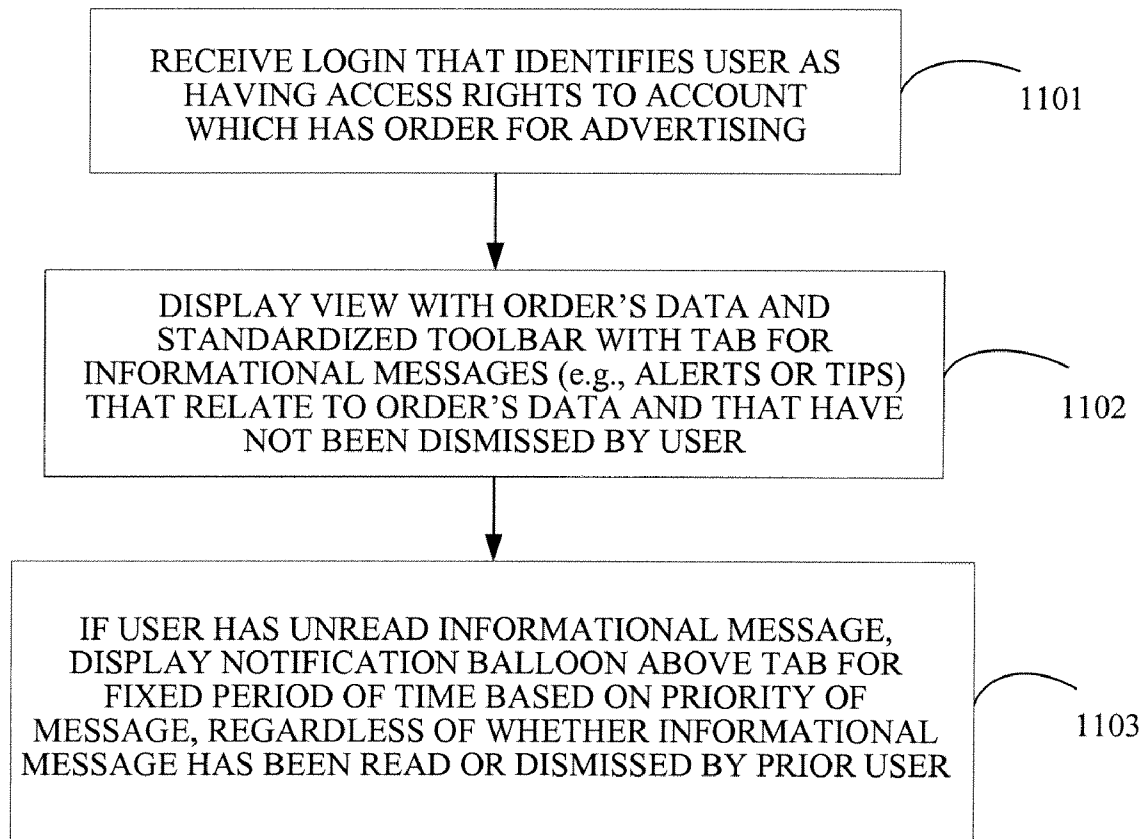 RECEIVE LOGIN THAT IDENTIFIES USER AS
HAVING ACCESS RIGHTS TO ACCOUNT
WHICH HAS ORDER FOR ADVERTISING
1101
DISPLAY VIEW WITH ORDER'S DATA AND
STANDARDIZED TOOLBAR WITH TAB FOR
INFORMATIONAL MESSAGES (e.g., ALERTS OR TIPS)
THAT RELATE TO ORDER'S DATA AND THAT HAVE
NOT BEEN DISMISSED BY USER
1102
IF USER HAS UNREAD INFORMATIONAL MESSAGE,
DISPLAY NOTIFICATION BALLOON ABOVE TAB FOR
FIXED PERIOD OF TIME BASED ON PRIORITY OF
MESSAGE, REGARDLESS OF WHETHER INFORMATIONAL
MESSAGE HAS BEEN READ OR DISMISSED BY PRIOR USER
1103